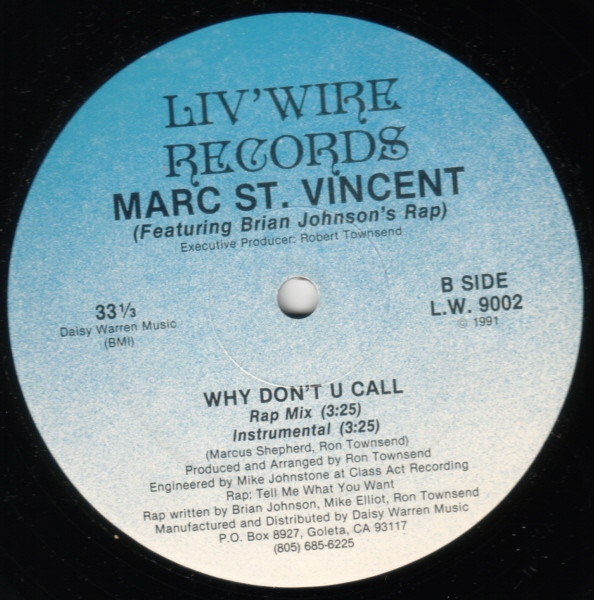 LIV'WIRE
RECORDS
MARC ST. VINCENT
(Featuring Brian Johnson's Rap)
Executive Producer: Robert Townsend
33⅓
Daisy Warren Music
(BMI)
B SIDE
L.W. 9002
© 1991
WHY DON'T U CALL
Rap Mix (3:25)
Instrumental (3:25)
(Marcus Shepherd, Ron Townsend)
Produced and Arranged by Ron Townsend
Engineered by Mike Johnstone at Class Act Recording
Rap: Tell Me What You Want
Rap written by Brian Johnson, Mike Elliot, Ron Townsend
Manufactured and Distributed by Daisy Warren Music
P.O. Box 8927, Goleta, CA 93117
(805) 685-6225